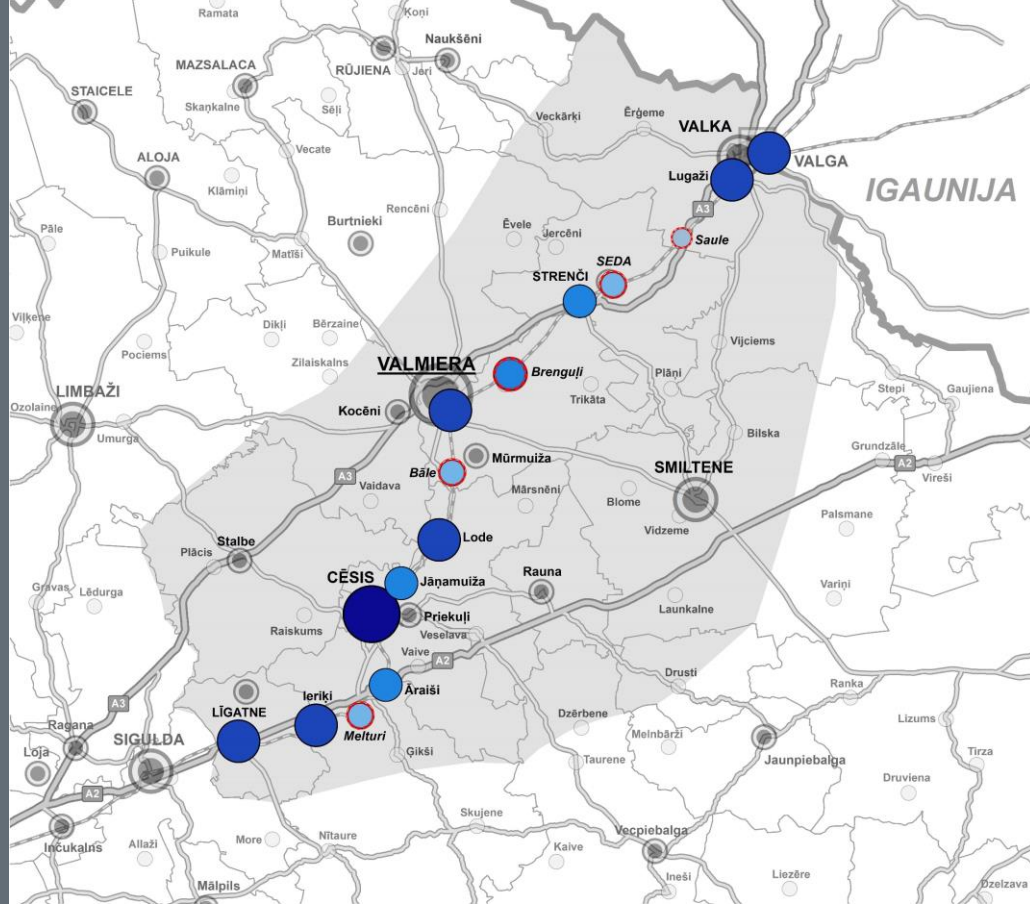 Ramata
Ķoņi
Naukšēni
RŪJIENA
Jeri
MAZSALACA
STAICELE
Skaņkalne
Sēļi
Veckārķi
Ērģeme
VALKA
VALGA
Vecate
ALOJA
Lugaži
IGAUNIJA
Klāmiņi
Rencēni
A3
Burtnieki
Pāle
Ēvele
Jercēni
Saule
Puikule
Matīši
SEDA
STRENČI
Viļķene
Dikļi
Bērzaine
Pociems
Zilaiskalns
Vijciems
VALMIERA
Brenguļi
Plāņi
Stepi
Gaujiena
LIMBAŽI
Trikāta
Ozolaine
Kocēni
Umurga
Bilska
Grundzāle
Mūrmuiža
A2
Bāle
SMILTENE
Vireši
A3
Vaidava
Mārsnēni
Blome
Vidzeme
Palsmane
Lode
Stalbe
Plācis
CĒSIS
Jāņamuiža
Rauna
Gravas
Lēdurga
Variņi
Launkalne
Priekuļi
Raiskums
Veselava
Vaive
A2
Āraiši
Drusti
Ranka
Ieriķi
A3
LĪGATNE
Melturi
Dzērbene
Lizums
Ragana
Melnbārži
SIGULDA
Loja
Ģikši
Taurene
Jaunpiebalga
Tirza
Druviena
A2
Skujene
Vecpiebalga
More
Nītaure
Inčukalns
Allaži
Kaive
Ineši
Liezēre
Mālpils
Dzelzava